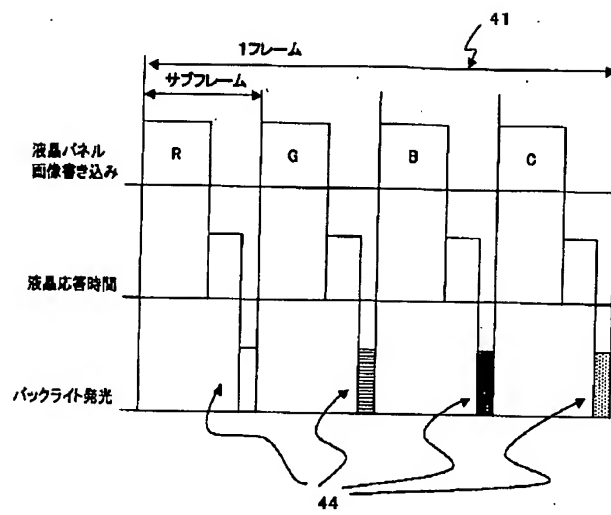 41
1フレーム
サブフレーム
液晶パネル
画像書き込み
R
G
B
C
液晶応答時間
バックライト発光
44